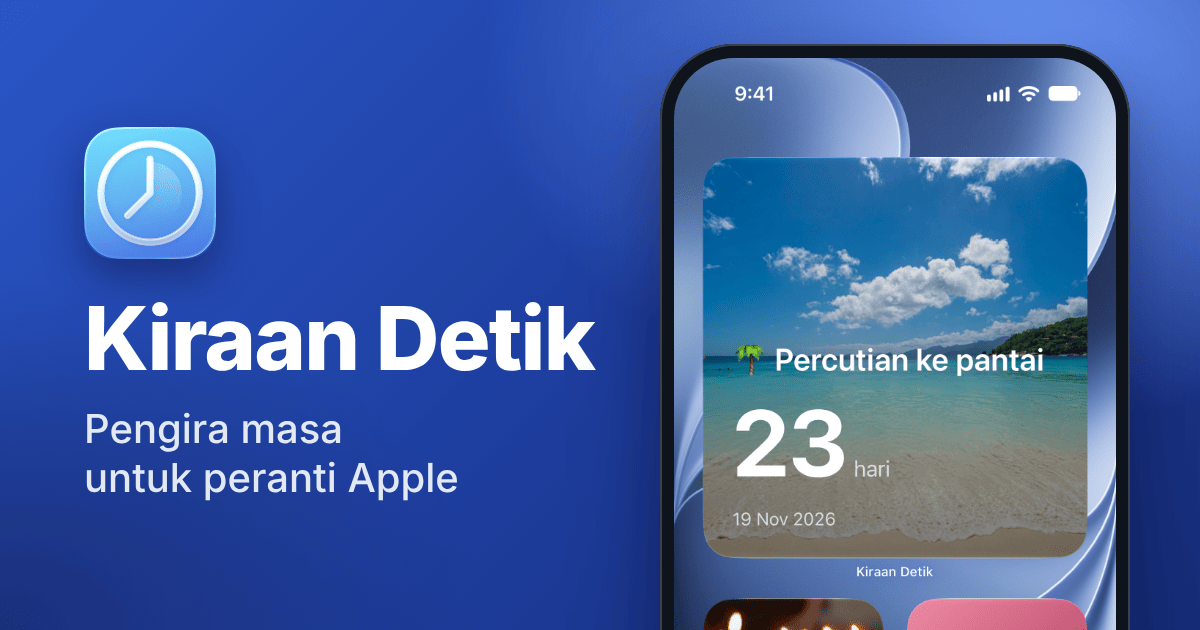 Kiraan Detik
Pengira masa
untuk peranti Apple
9:41
🌴 Percutian ke pantai
23 hari
19 Nov 2026
Kiraan Detik